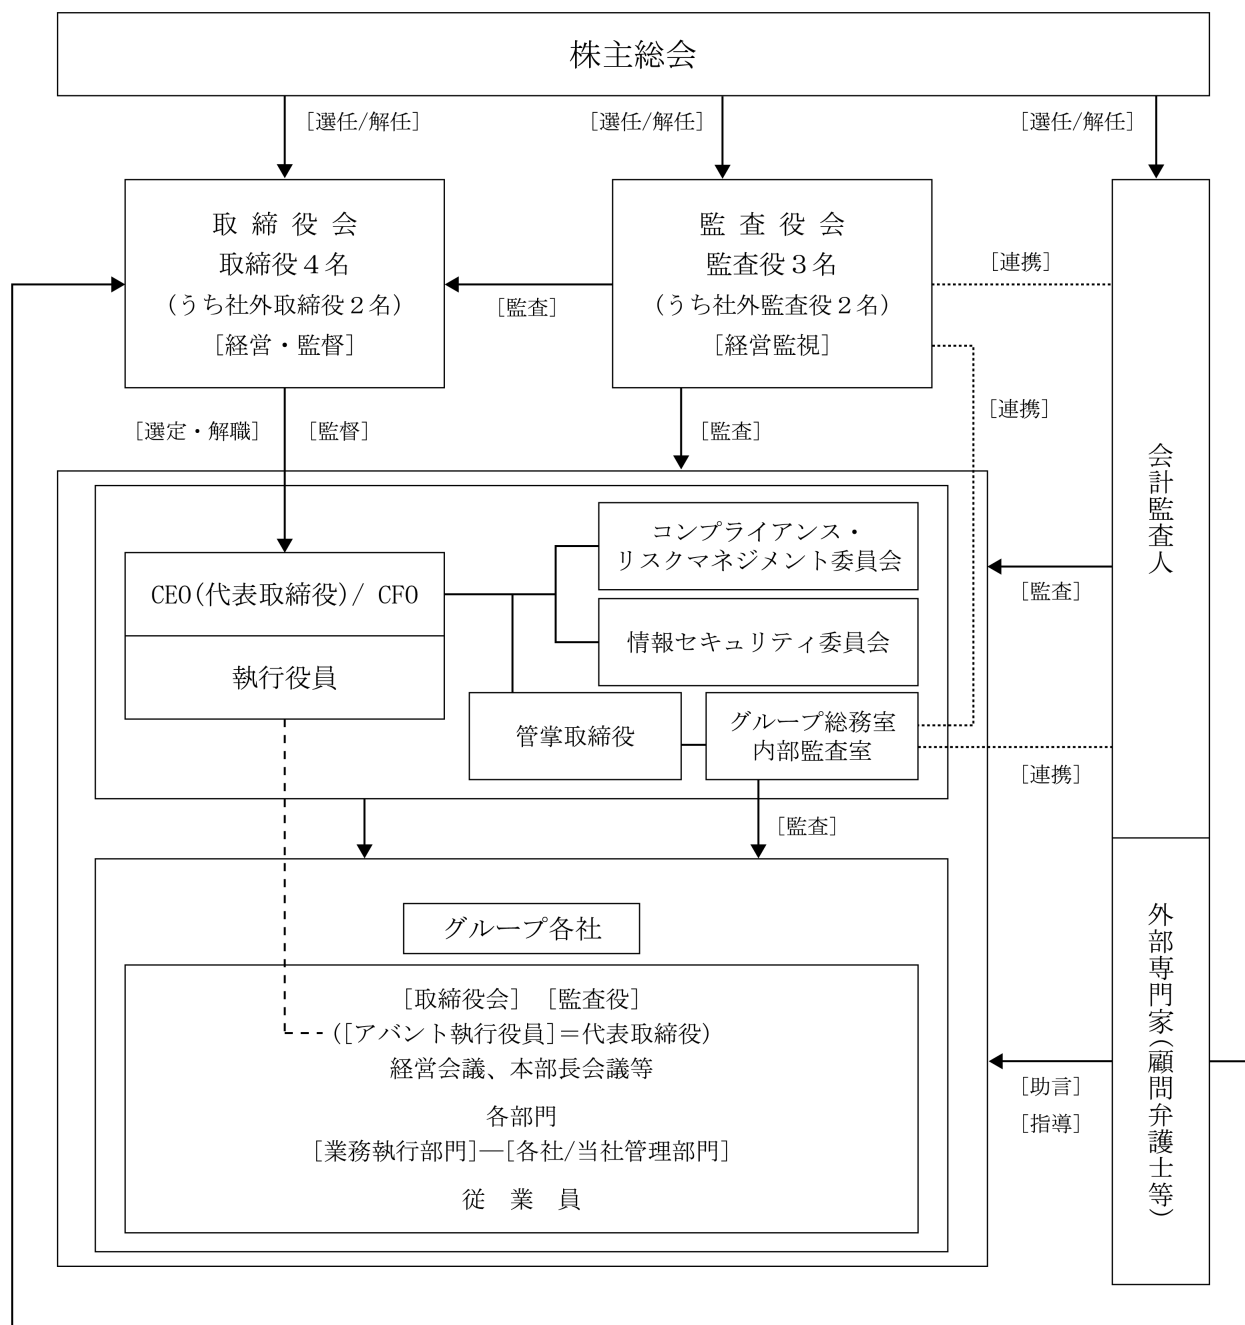 株主総会
[選任/解任]
[選任/解任]
[選任/解任]
取締役会
取締役４名
(うち社外取締役２名)
[経営・監督]
[監査]
監査役会
監査役３名
(うち社外監査役２名)
[経営監視]
[連携]
[連携]
[選定・解職]
[監督]
[監査]
会計監査人
コンプライアンス・
リスクマネジメント委員会
CEO(代表取締役)/ CFO
執行役員
情報セキュリティ委員会
[監査]
管掌取締役
グループ総務室
内部監査室
[連携]
[監査]
グループ各社
[取締役会] [監査役]
([アバント執行役員]＝代表取締役)
経営会議、本部長会議等
各部門
[業務執行部門]―[各社/当社管理部門]
従 業 員
外部専門家(顧問弁護士等)
[助言]
[指導]